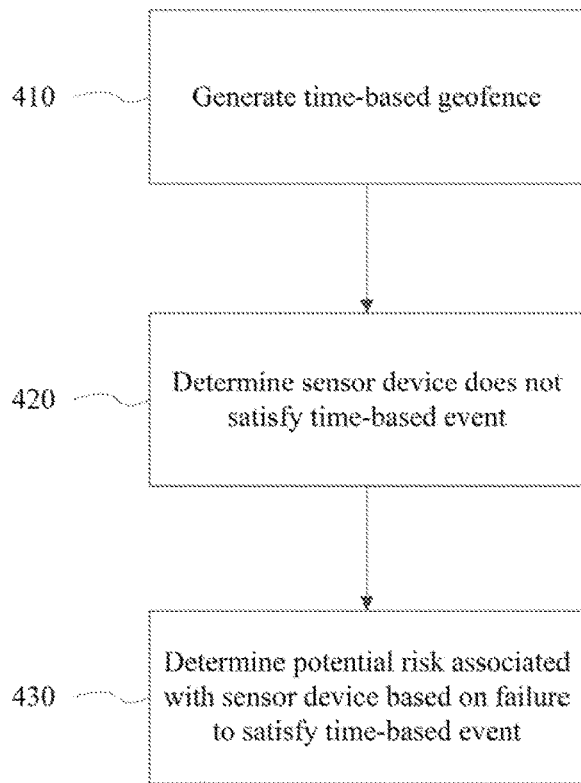 410
Generate time-based geofence
420
Determine sensor device does not
satisfy time-based event
430
Determine potential risk associated
with sensor device based on failure
to satisfy time-based event